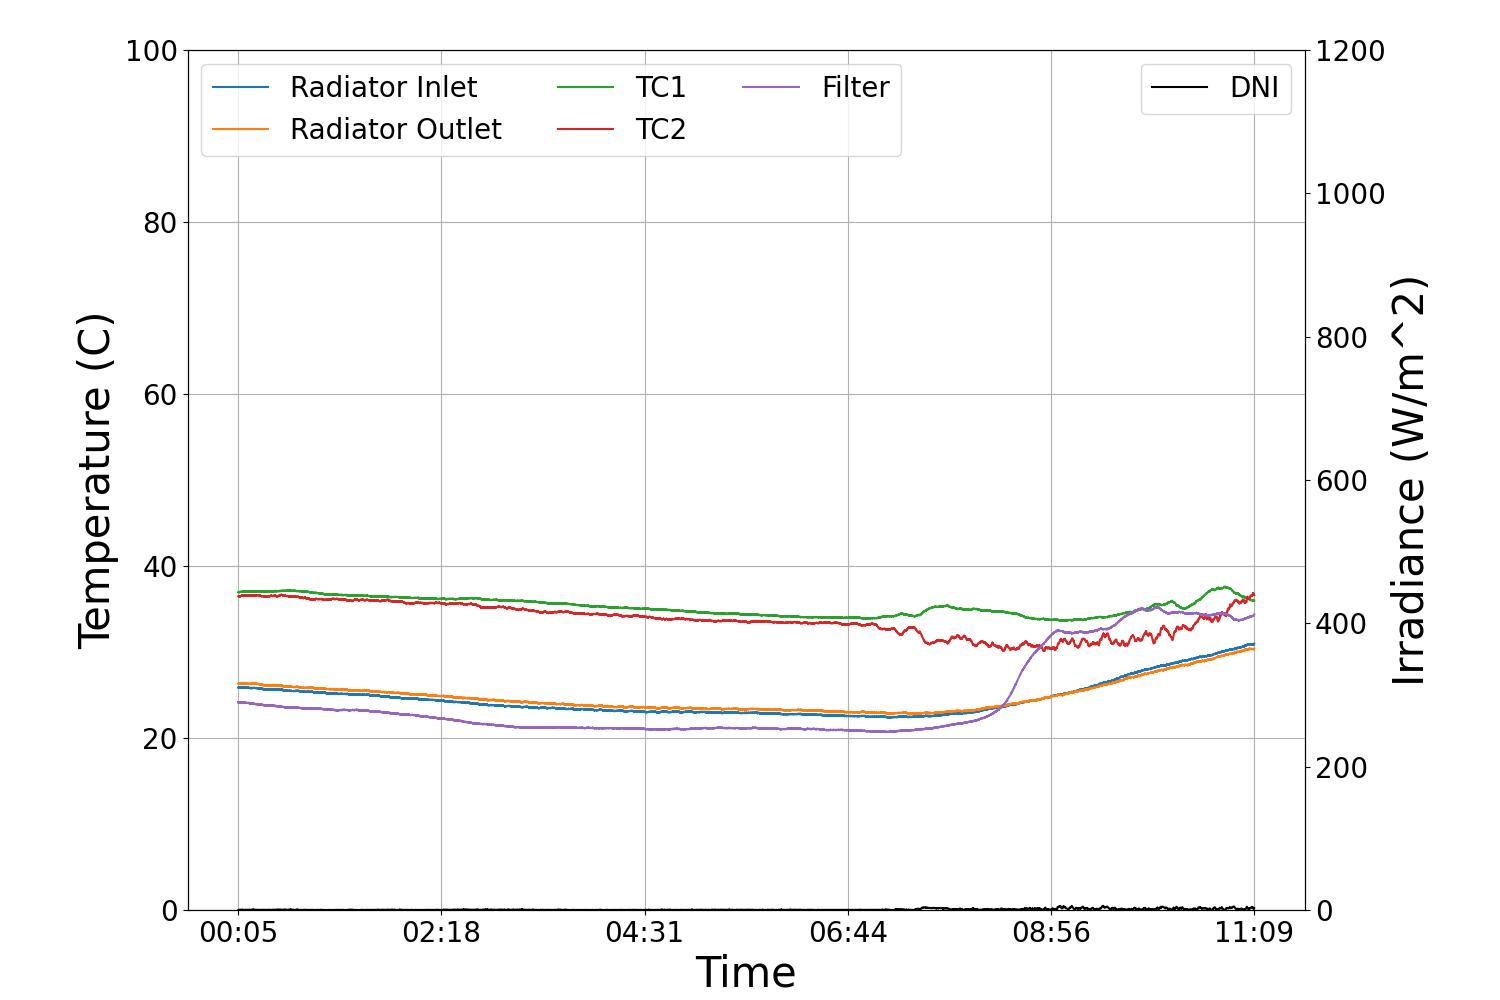 Radiator Inlet
Radiator Outlet
TC1
TC2
Filter
DNI
Temperature (C)
100
80
60
40
20
0
Irradiance (W/m^2)
1200
1000
800
600
400
200
0
00:05 02:18 04:31 06:44 08:56 11:09
Time